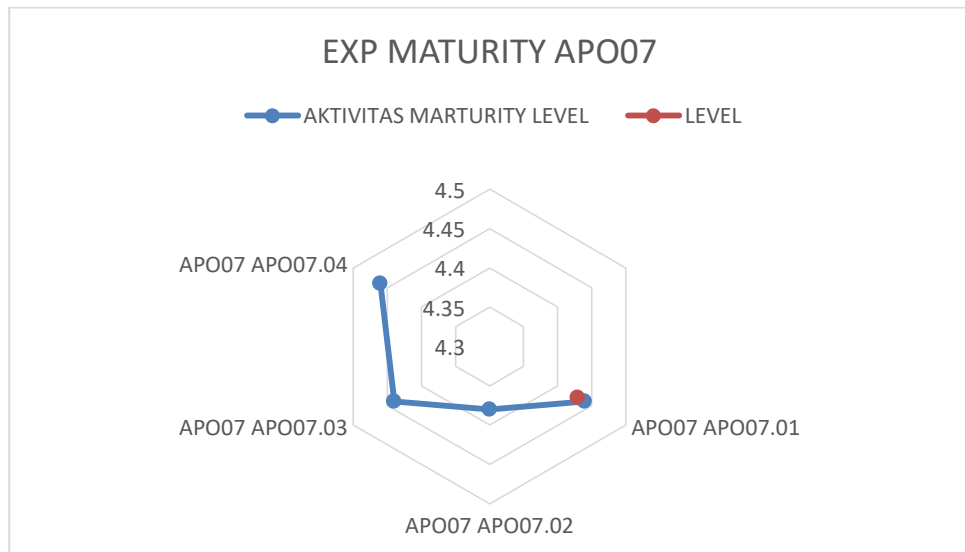 EXP MATURITY APO07
AKTIVITAS MARTURITY LEVEL LEVEL
4.5
4.45
4.4
4.35
4.3
APO07 APO07.04
APO07 APO07.03
APO07 APO07.01
APO07 APO07.02